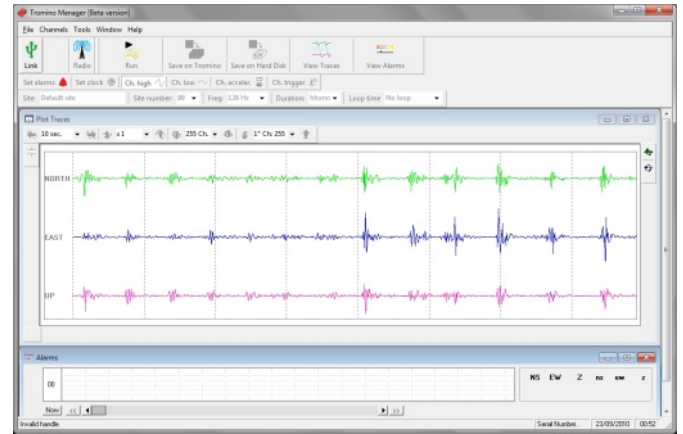 Tromino Manager [Beta version]
File Channels Tools Window Help
Link Radio Run Save on Tromino Save on Hard Disk View Traces View Alarms
Set alarms Set clock Ch. high Ch. low Ch. acceler. Ch. trigger
Site: Default site Site number: 00 Freq: 128 Hz Duration: Loop time: No loop
Plot Traces
10 sec. x 1 255 Ch. 1° Ch: 255
NORTH
EAST
UP
Alarms
00 NS EW Z ns ew z
Now
Invalid handle. Serial Number. 23/09/2010 00:52